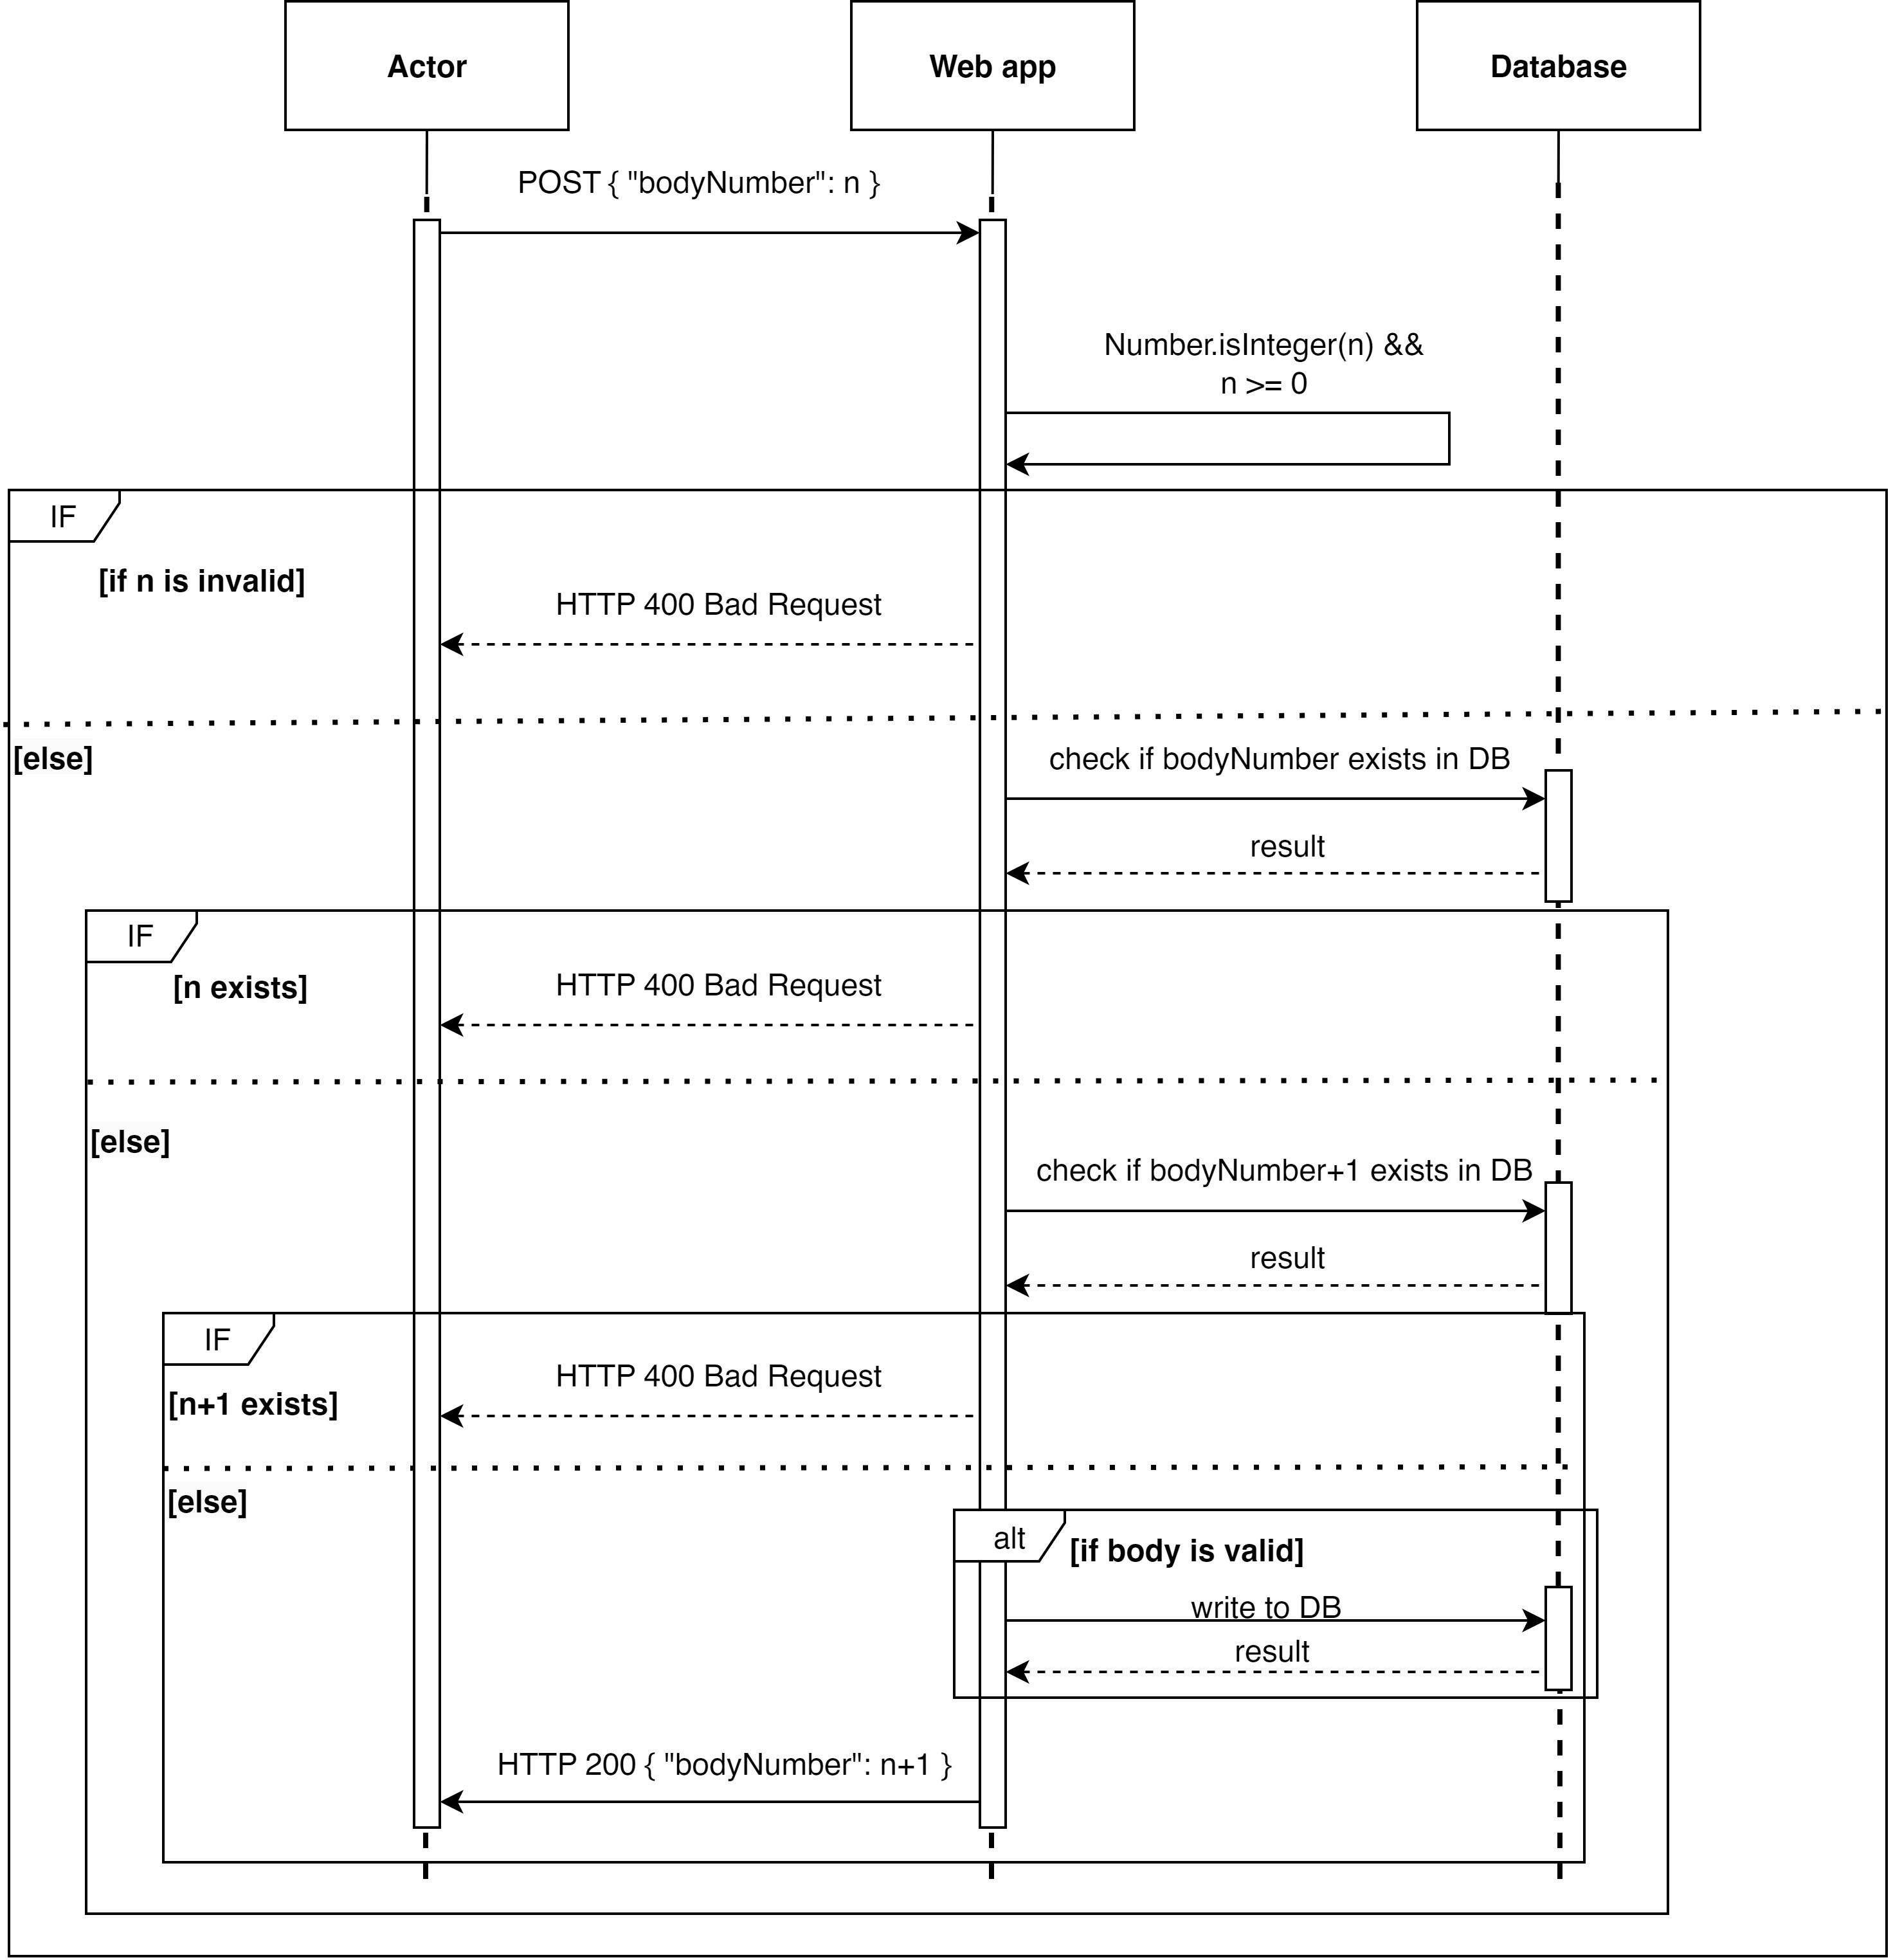 Actor
Web app
Database
POST { "bodyNumber": n }
Number.isInteger(n) &&
n >= 0
IF
[if n is invalid]
HTTP 400 Bad Request
[else]
check if bodyNumber exists in DB
result
IF
[n exists]
HTTP 400 Bad Request
[else]
check if bodyNumber+1 exists in DB
result
IF
HTTP 400 Bad Request
[n+1 exists]
[else]
alt
[if body is valid]
write to DB
result
HTTP 200 { "bodyNumber": n+1 }